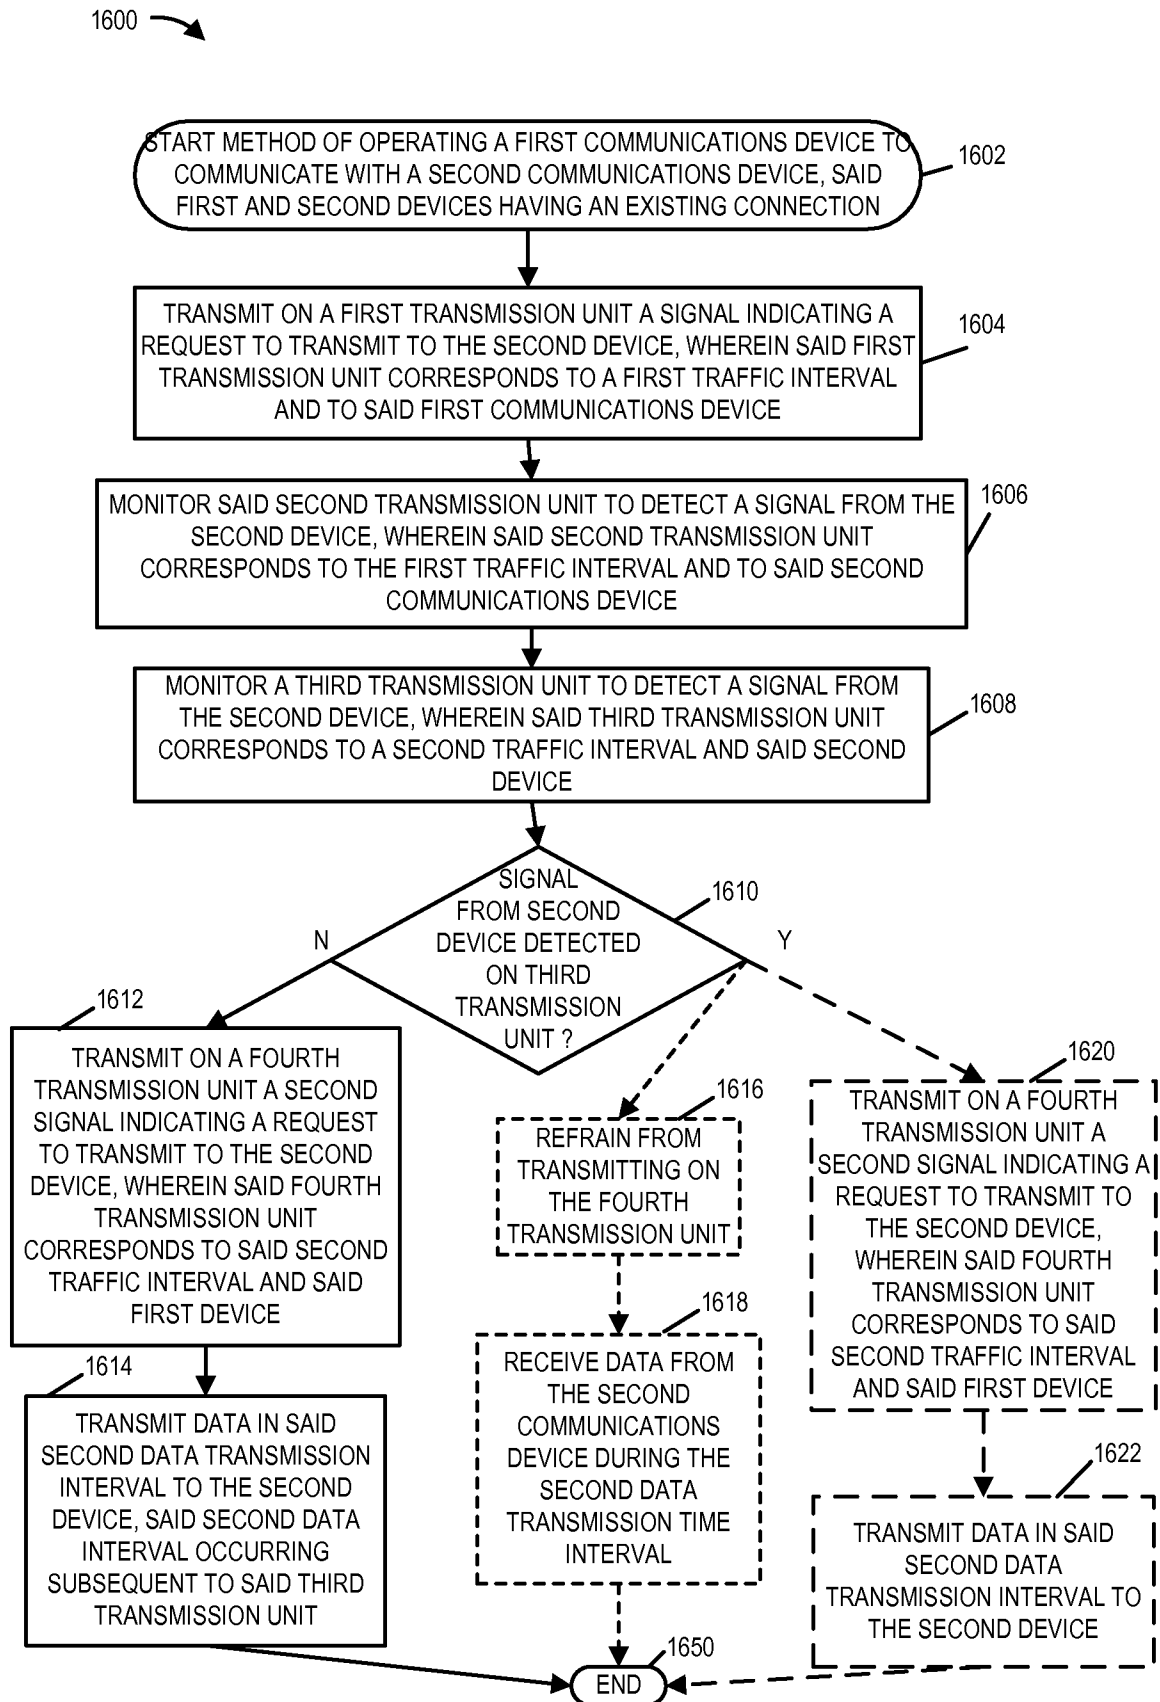 1600
START METHOD OF OPERATING A FIRST COMMUNICATIONS DEVICE TO
COMMUNICATE WITH A SECOND COMMUNICATIONS DEVICE, SAID
FIRST AND SECOND DEVICES HAVING AN EXISTING CONNECTION
1602
TRANSMIT ON A FIRST TRANSMISSION UNIT A SIGNAL INDICATING A
REQUEST TO TRANSMIT TO THE SECOND DEVICE, WHEREIN SAID FIRST
TRANSMISSION UNIT CORRESPONDS TO A FIRST TRAFFIC INTERVAL
AND TO SAID FIRST COMMUNICATIONS DEVICE
1604
MONITOR SAID SECOND TRANSMISSION UNIT TO DETECT A SIGNAL FROM THE
SECOND DEVICE, WHEREIN SAID SECOND TRANSMISSION UNIT
CORRESPONDS TO THE FIRST TRAFFIC INTERVAL AND TO SAID SECOND
COMMUNICATIONS DEVICE
1606
MONITOR A THIRD TRANSMISSION UNIT TO DETECT A SIGNAL FROM
THE SECOND DEVICE, WHEREIN SAID THIRD TRANSMISSION UNIT
CORRESPONDS TO A SECOND TRAFFIC INTERVAL AND SAID SECOND
DEVICE
1608
SIGNAL
FROM SECOND
DEVICE DETECTED
ON THIRD
TRANSMISSION
UNIT ?
1610
N
Y
1612
TRANSMIT ON A FOURTH
TRANSMISSION UNIT A SECOND
SIGNAL INDICATING A REQUEST
TO TRANSMIT TO THE SECOND
DEVICE, WHEREIN SAID FOURTH
TRANSMISSION UNIT
CORRESPONDS TO SAID SECOND
TRAFFIC INTERVAL AND SAID
FIRST DEVICE
1614
TRANSMIT DATA IN SAID
SECOND DATA TRANSMISSION
INTERVAL TO THE SECOND
DEVICE, SAID SECOND DATA
INTERVAL OCCURRING
SUBSEQUENT TO SAID THIRD
TRANSMISSION UNIT
1616
REFRAIN FROM
TRANSMITTING ON
THE FOURTH
TRANSMISSION UNIT
1618
RECEIVE DATA FROM
THE SECOND
COMMUNICATIONS
DEVICE DURING THE
SECOND DATA
TRANSMISSION TIME
INTERVAL
1620
TRANSMIT ON A FOURTH
TRANSMISSION UNIT A
SECOND SIGNAL INDICATING A
REQUEST TO TRANSMIT TO
THE SECOND DEVICE,
WHEREIN SAID FOURTH
TRANSMISSION UNIT
CORRESPONDS TO SAID
SECOND TRAFFIC INTERVAL
AND SAID FIRST DEVICE
1622
TRANSMIT DATA IN SAID
SECOND DATA
TRANSMISSION INTERVAL TO
THE SECOND DEVICE
1650
END